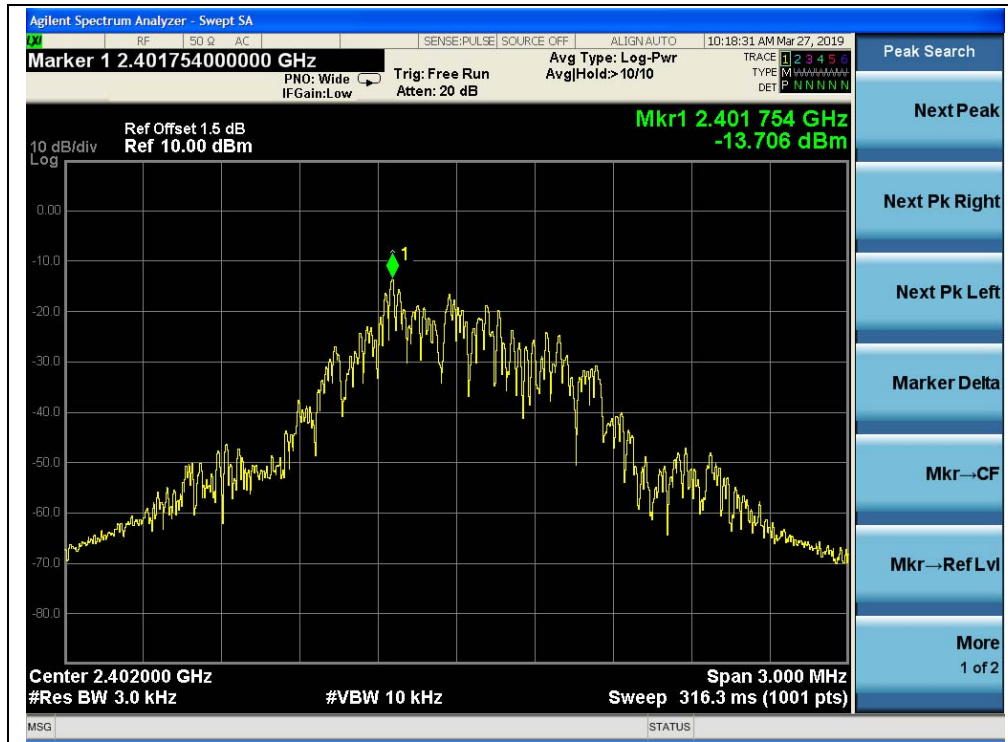 Agilent Spectrum Analyzer - Swept SA
LXI RF 50 Ω AC SENSE:PULSE SOURCE OFF ALIGN AUTO 10:18:31 AM Mar 27, 2019
Marker 1 2.401754000000 GHz
PNO: Wide
IFGain:Low
Trig: Free Run
Atten: 20 dB
Avg Type: Log-Pwr
Avg|Hold:>10/10
TRACE 1 2 3 4 5 6
TYPE M WWWWW
DET P N N N N N
Mkr1 2.401 754 GHz
-13.706 dBm
Ref Offset 1.5 dB
10 dB/div Ref 10.00 dBm
Log
1
0.00
-10.0
-20.0
-30.0
-40.0
-50.0
-60.0
-70.0
-80.0
Center 2.402000 GHz Span 3.000 MHz
#Res BW 3.0 kHz #VBW 10 kHz Sweep 316.3 ms (1001 pts)
MSG STATUS
Peak Search
Next Peak
Next Pk Right
Next Pk Left
Marker Delta
Mkr→CF
Mkr→Ref Lvl
More
1 of 2